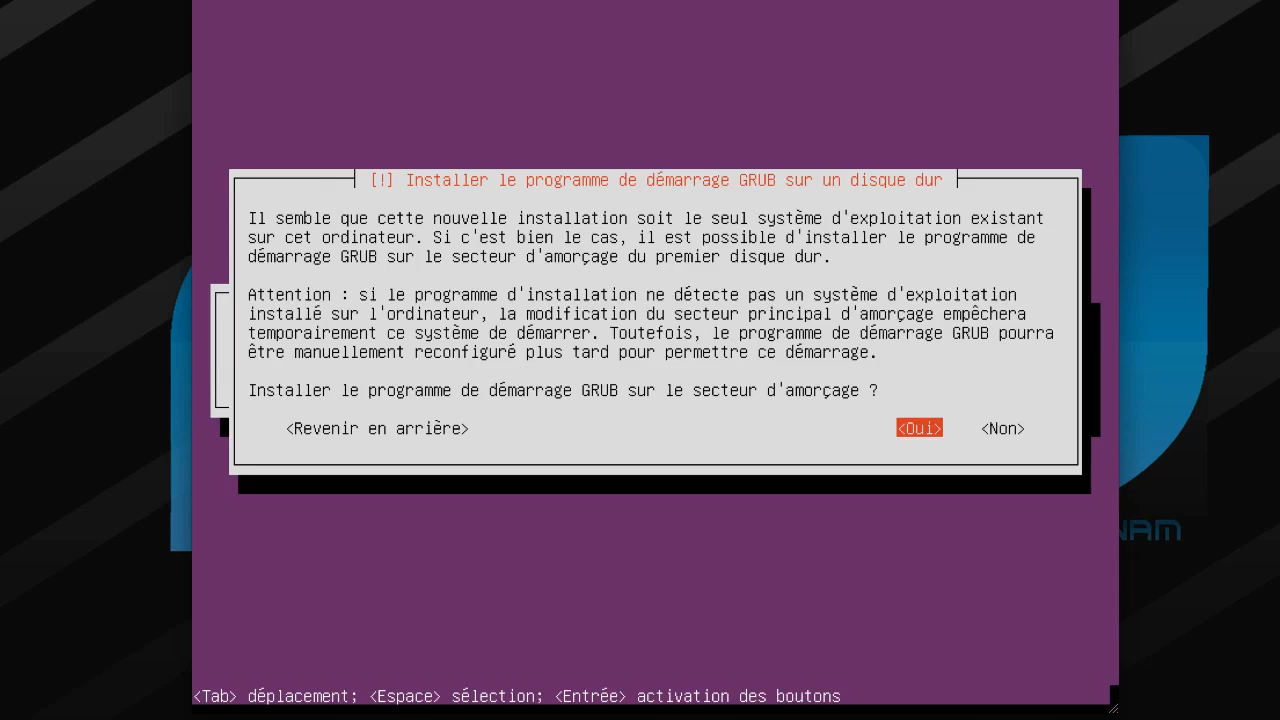 [!] Installer le programme de démarrage GRUB sur un disque dur
Il semble que cette nouvelle installation soit le seul système d'exploitation existant
sur cet ordinateur. Si c'est bien le cas, il est possible d'installer le programme de
démarrage GRUB sur le secteur d'amorçage du premier disque dur.
Attention : si le programme d'installation ne détecte pas un système d'exploitation
installé sur l'ordinateur, la modification du secteur principal d'amorçage empêchera
temporairement ce système de démarrer. Toutefois, le programme de démarrage GRUB pourra
être manuellement reconfiguré plus tard pour permettre ce démarrage.
Installer le programme de démarrage GRUB sur le secteur d'amorçage ?
<Revenir en arrière> <Oui> <Non>
<Tab> déplacement; <Espace> sélection; <Entrée> activation des boutons